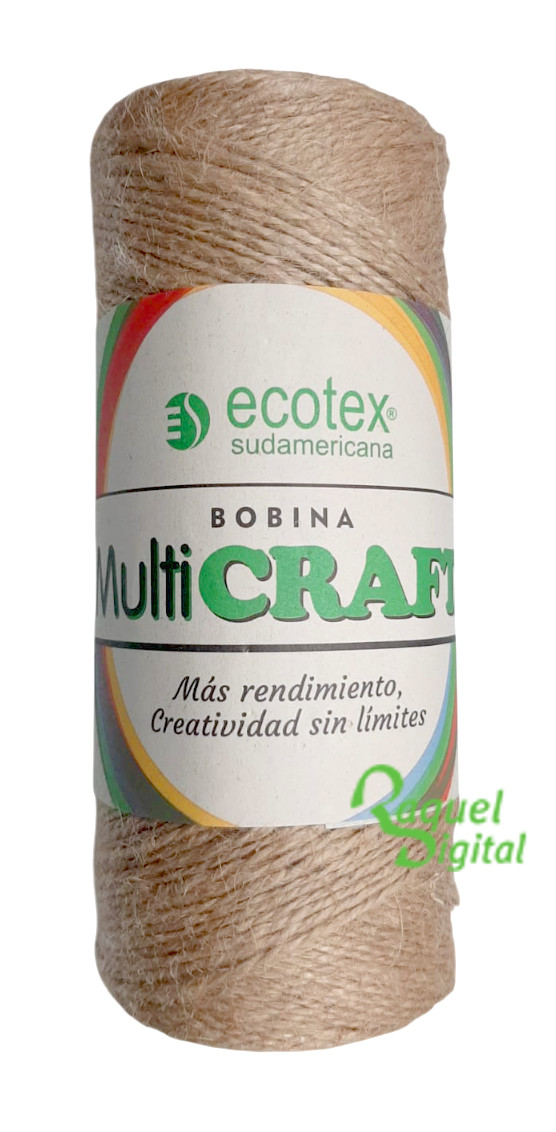 ecotex®
sudamericana
BOBINA
MultiCRAFT
Más rendimiento,
Creatividad sin límites
Raquel
Digital